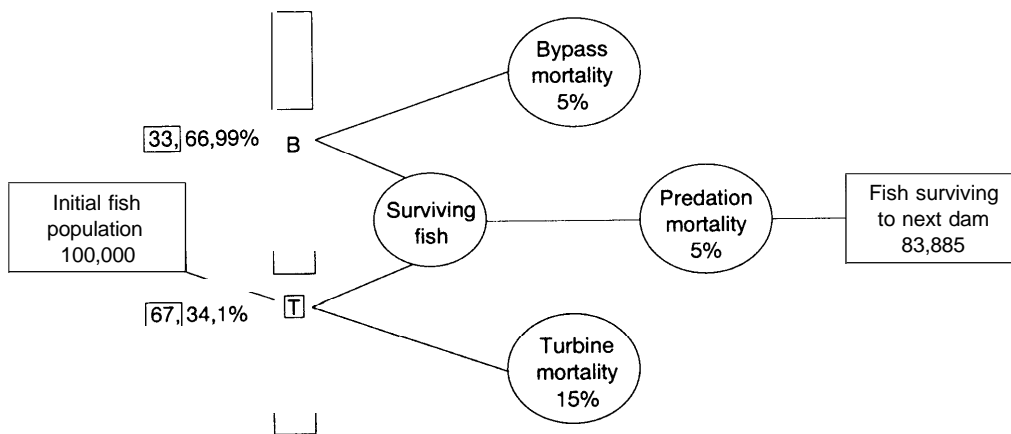 Bypass
mortality
5%
33, 66,99%
B
Initial fish
population
100,000
Surviving
fish
Predation
mortality
5%
Fish surviving
to next dam
83,885
67, 34,1%
T
Turbine
mortality
15%